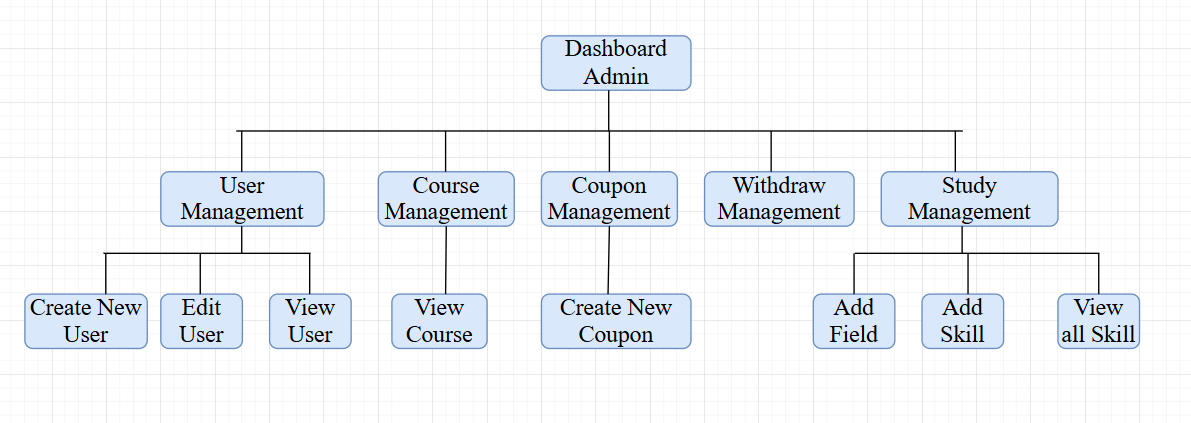 Dashboard
Admin
User
Management
Course
Management
Coupon
Management
Withdraw
Management
Study
Management
Create New
User
Edit
User
View
User
View
Course
Create New
Coupon
Add
Field
Add
Skill
View
all Skill